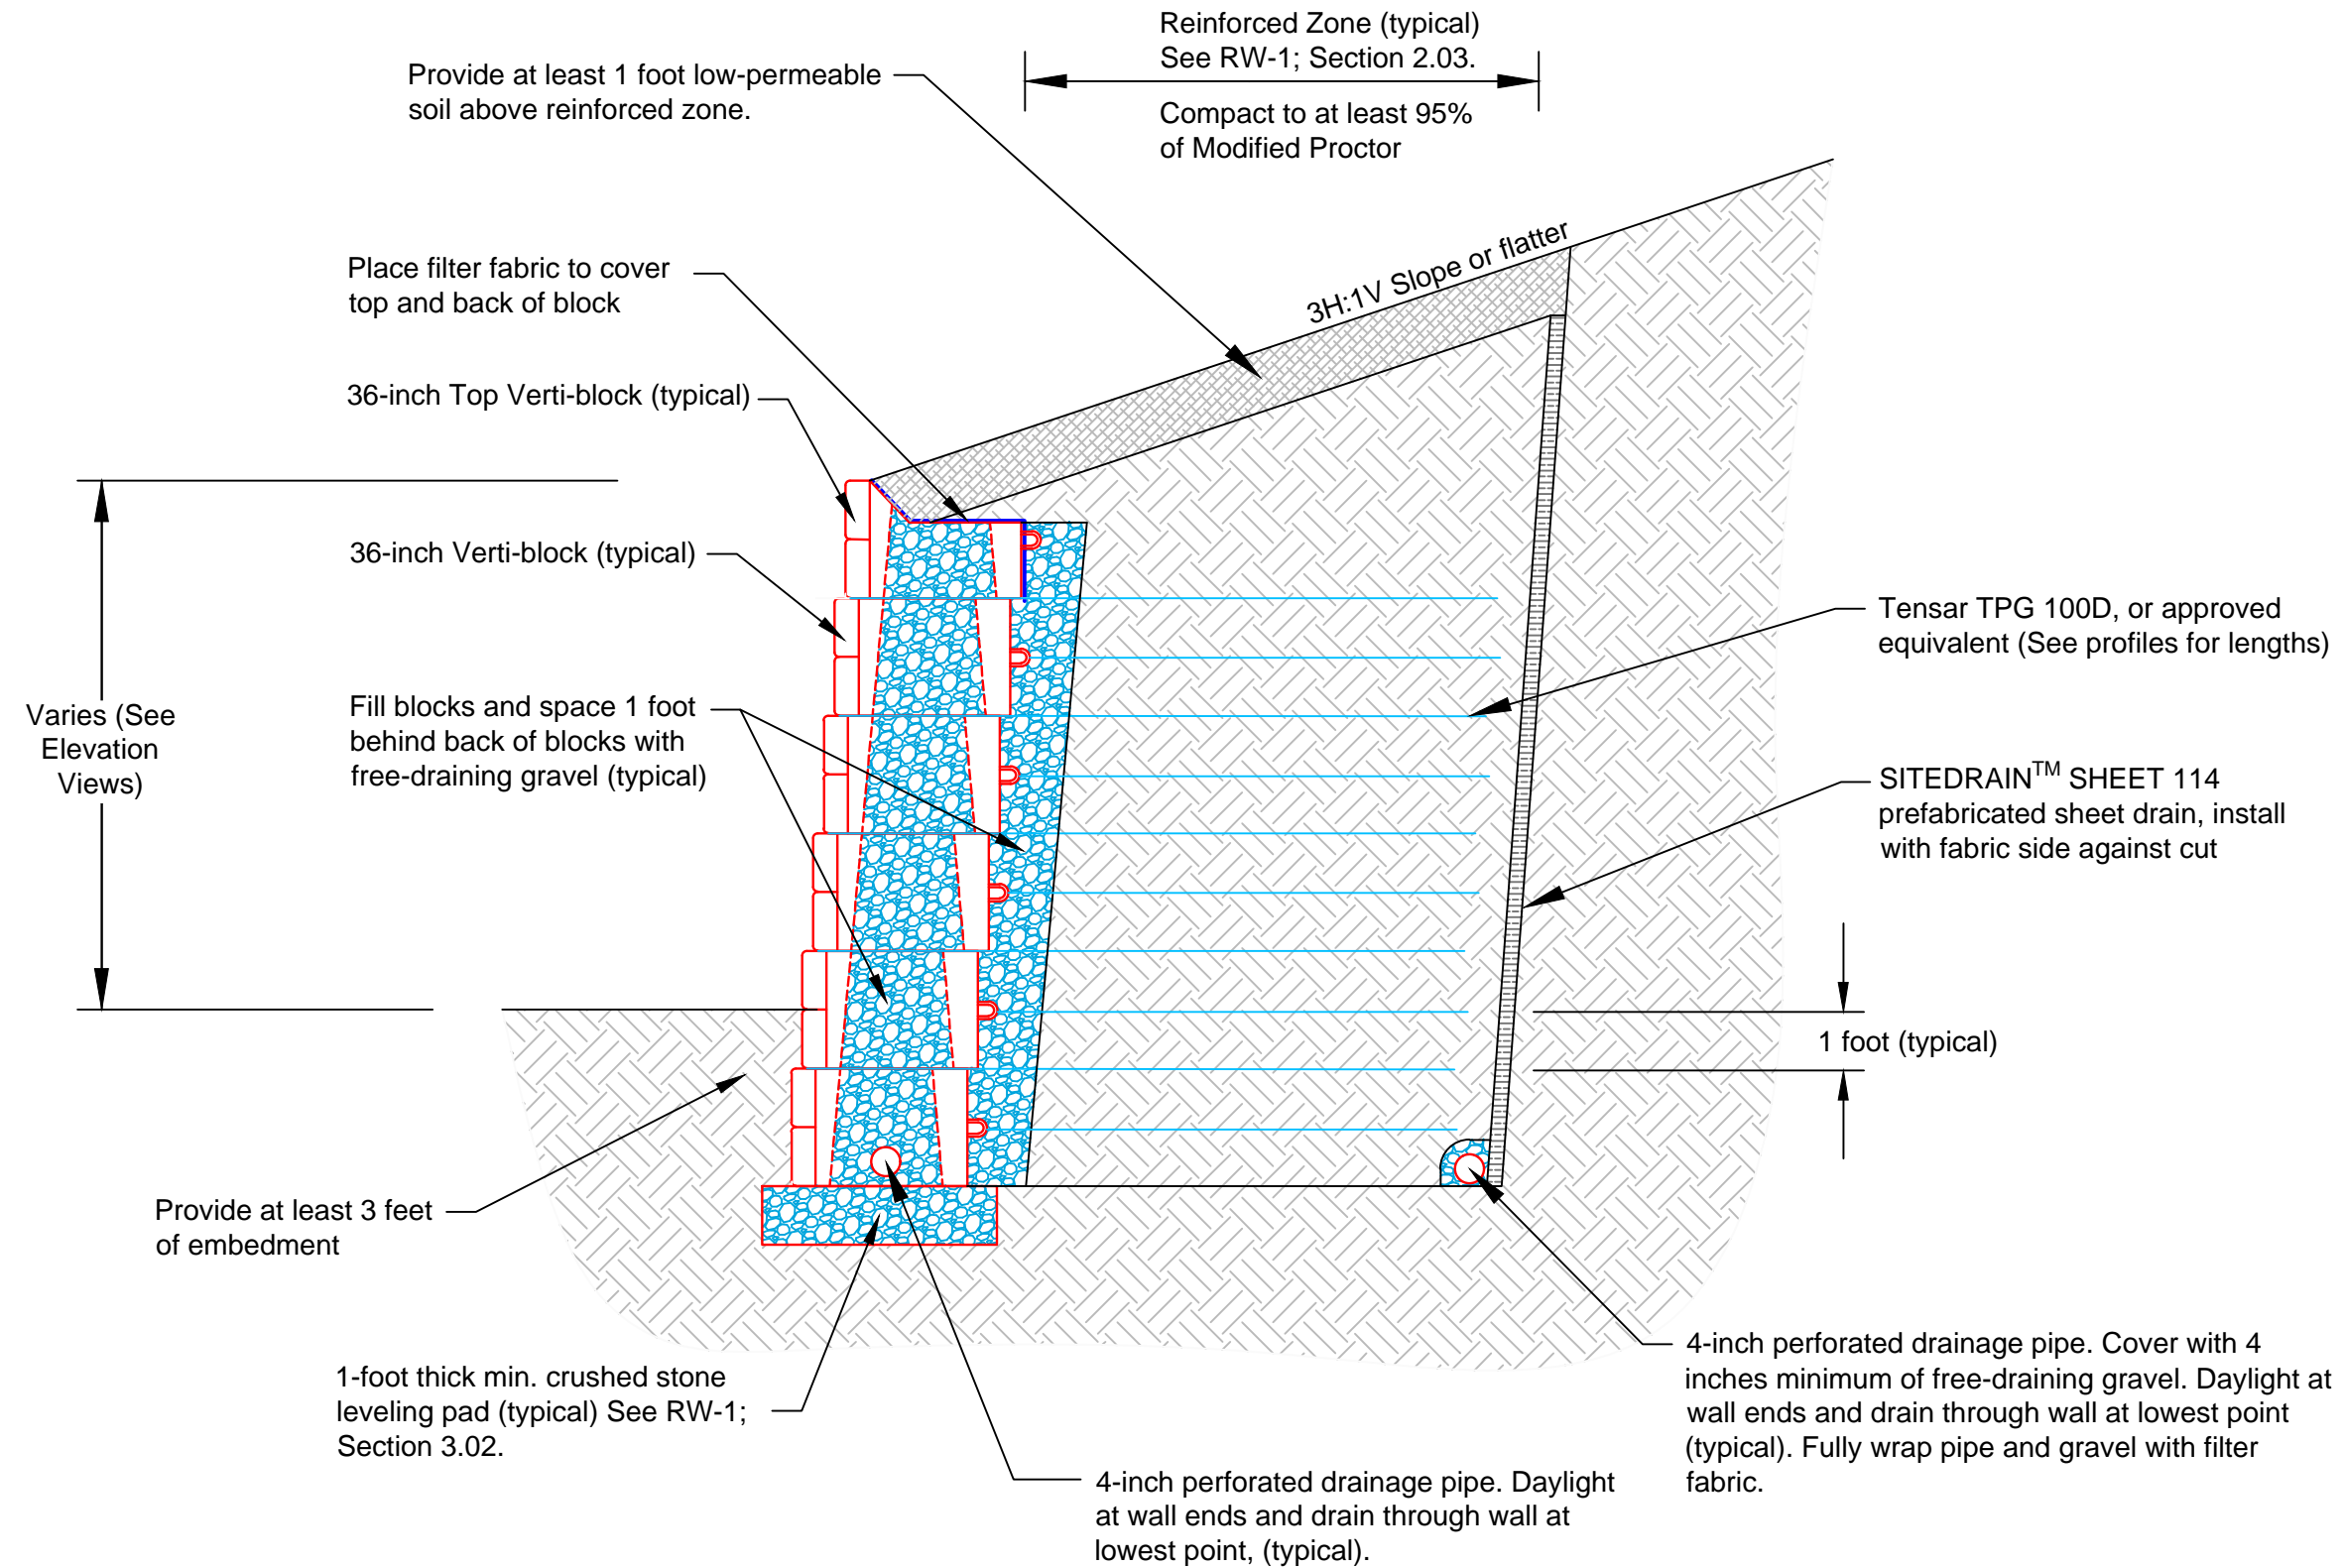 Reinforced Zone (typical)
See RW-1; Section 2.03.
Compact to at least 95%
of Modified Proctor
Provide at least 1 foot low-permeable
soil above reinforced zone.
3H:1V Slope or flatter
Place filter fabric to cover
top and back of block
36-inch Top Verti-block (typical)
36-inch Verti-block (typical)
Tensar TPG 100D, or approved
equivalent (See profiles for lengths)
Varies (See
Elevation
Views)
Fill blocks and space 1 foot
behind back of blocks with
free-draining gravel (typical)
SITEDRAIN™ SHEET 114
prefabricated sheet drain, install
with fabric side against cut
1 foot (typical)
Provide at least 3 feet
of embedment
1-foot thick min. crushed stone
leveling pad (typical) See RW-1;
Section 3.02.
4-inch perforated drainage pipe. Cover with 4
inches minimum of free-draining gravel. Daylight at
wall ends and drain through wall at lowest point
(typical). Fully wrap pipe and gravel with filter
fabric.
4-inch perforated drainage pipe. Daylight
at wall ends and drain through wall at
lowest point, (typical).